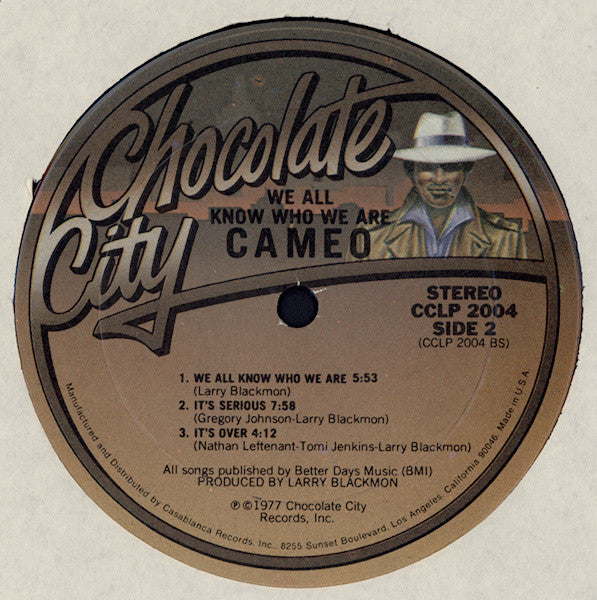 Chocolate
City
WE ALL
KNOW WHO WE ARE
CAMEO
STEREO
CCLP 2004
SIDE 2
(CCLP 2004 BS)
1. WE ALL KNOW WHO WE ARE 5:53
(Larry Blackmon)
2. IT'S SERIOUS 7:58
(Gregory Johnson-Larry Blackmon)
3. IT'S OVER 4:12
(Nathan Leftenant-Tomi Jenkins-Larry Blackmon)
All songs published by Better Days Music (BMI)
PRODUCED BY LARRY BLACKMON
℗©1977 Chocolate City
Records, Inc.
Manufactured and Distributed by Casablanca Records, Inc., 8255 Sunset Boulevard, Los Angeles, California 90046, Made in U.S.A.